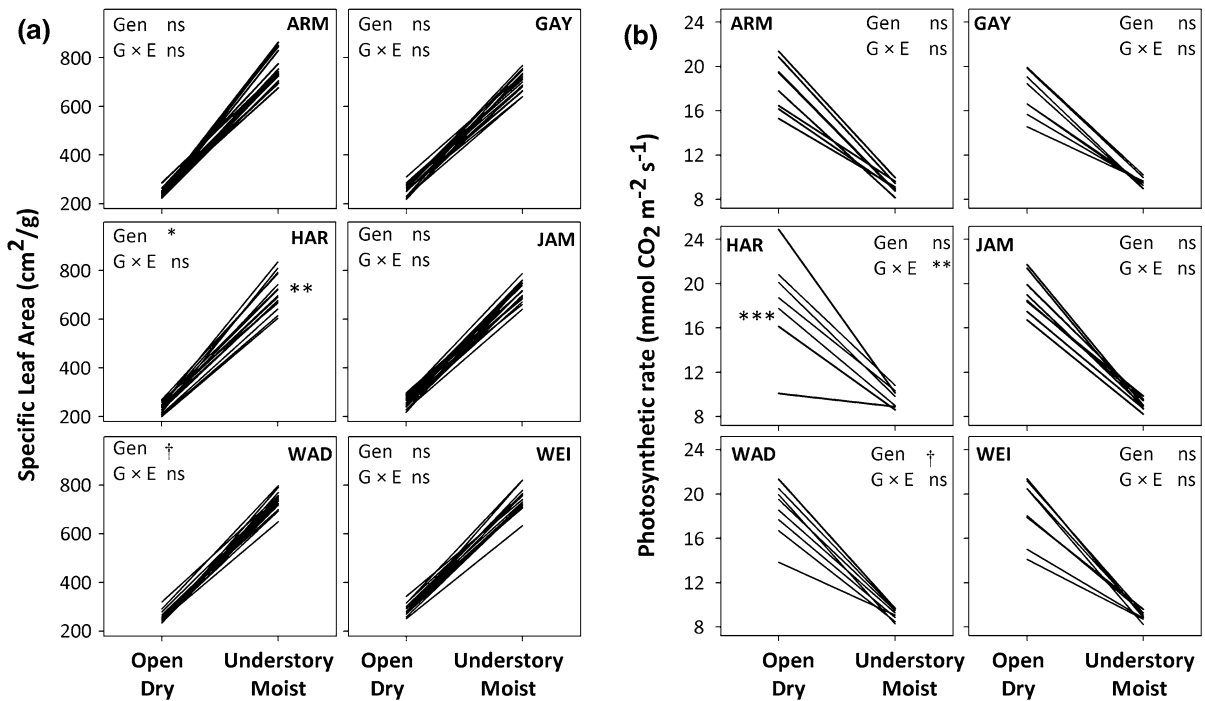 (a)
Specific Leaf Area (cm²/g)
Gen ns
G × E ns
ARM
800
600
400
200
Gen ns
G × E ns
GAY
Gen *
G × E ns
HAR
**
800
600
400
200
Gen ns
G × E ns
JAM
Gen †
G × E ns
WAD
800
600
400
200
Gen ns
G × E ns
WEI
Open
Dry
Understory
Moist
Open
Dry
Understory
Moist
(b)
Photosynthetic rate (mmol CO₂ m⁻² s⁻¹)
24
20
16
12
8
ARM
Gen ns
G × E ns
GAY
Gen ns
G × E ns
24
20
16
12
8
HAR
Gen ns
G × E **
***
JAM
Gen ns
G × E ns
24
20
16
12
8
WAD
Gen †
G × E ns
WEI
Gen ns
G × E ns
Open
Dry
Understory
Moist
Open
Dry
Understory
Moist